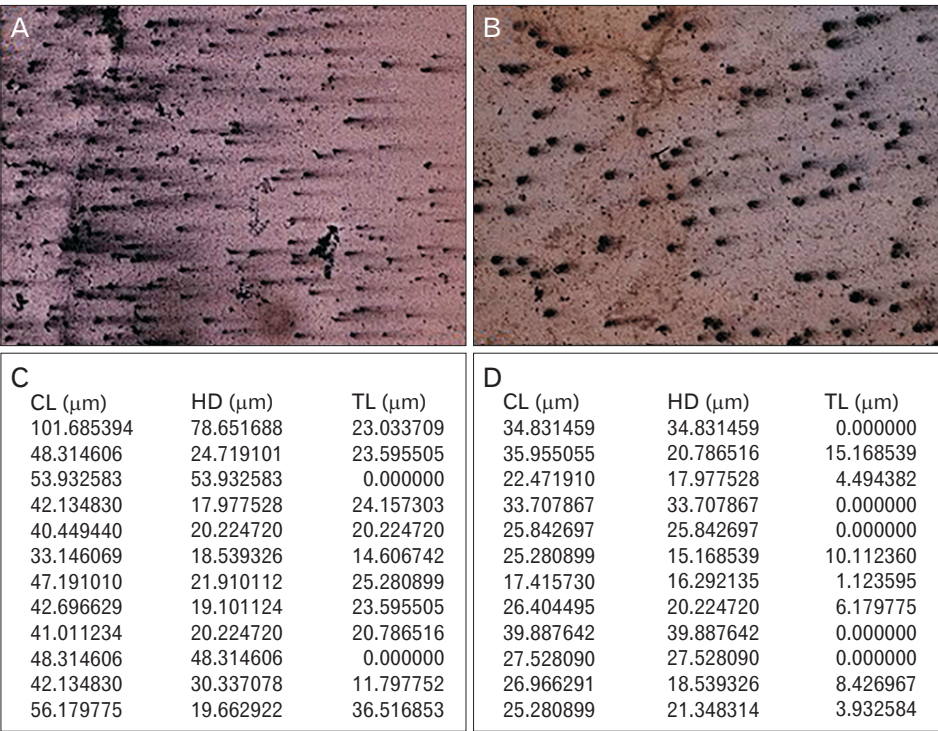 A
B
C
CL (μm) HD (μm) TL (μm)
101.685394 78.651688 23.033709
48.314606 24.719101 23.595505
53.932583 53.932583 0.000000
42.134830 17.977528 24.157303
40.449440 20.224720 20.224720
33.146069 18.539326 14.606742
47.191010 21.910112 25.280899
42.696629 19.101124 23.595505
41.011234 20.224720 20.786516
48.314606 48.314606 0.000000
42.134830 30.337078 11.797752
56.179775 19.662922 36.516853
D
CL (μm) HD (μm) TL (μm)
34.831459 34.831459 0.000000
35.955055 20.786516 15.168539
22.471910 17.977528 4.494382
33.707867 33.707867 0.000000
25.842697 25.842697 0.000000
25.280899 15.168539 10.112360
17.415730 16.292135 1.123595
26.404495 20.224720 6.179775
39.887642 39.887642 0.000000
27.528090 27.528090 0.000000
26.966291 18.539326 8.426967
25.280899 21.348314 3.932584